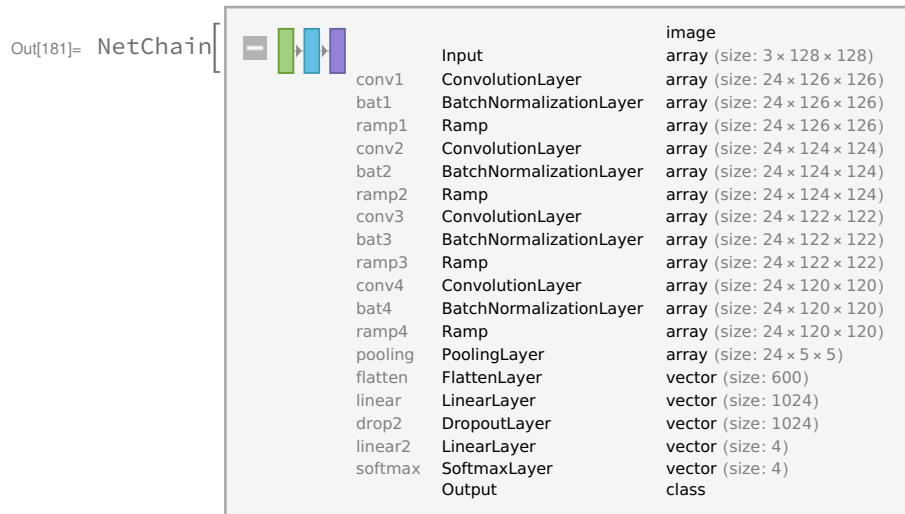 image
Out[181]= NetChain[
Input array (size: 3 × 128 × 128)
conv1 ConvolutionLayer array (size: 24 × 126 × 126)
bat1 BatchNormalizationLayer array (size: 24 × 126 × 126)
ramp1 Ramp array (size: 24 × 126 × 126)
conv2 ConvolutionLayer array (size: 24 × 124 × 124)
bat2 BatchNormalizationLayer array (size: 24 × 124 × 124)
ramp2 Ramp array (size: 24 × 124 × 124)
conv3 ConvolutionLayer array (size: 24 × 122 × 122)
bat3 BatchNormalizationLayer array (size: 24 × 122 × 122)
ramp3 Ramp array (size: 24 × 122 × 122)
conv4 ConvolutionLayer array (size: 24 × 120 × 120)
bat4 BatchNormalizationLayer array (size: 24 × 120 × 120)
ramp4 Ramp array (size: 24 × 120 × 120)
pooling PoolingLayer array (size: 24 × 5 × 5)
flatten FlattenLayer vector (size: 600)
linear LinearLayer vector (size: 1024)
drop2 DropoutLayer vector (size: 1024)
linear2 LinearLayer vector (size: 4)
softmax SoftmaxLayer vector (size: 4)
Output class